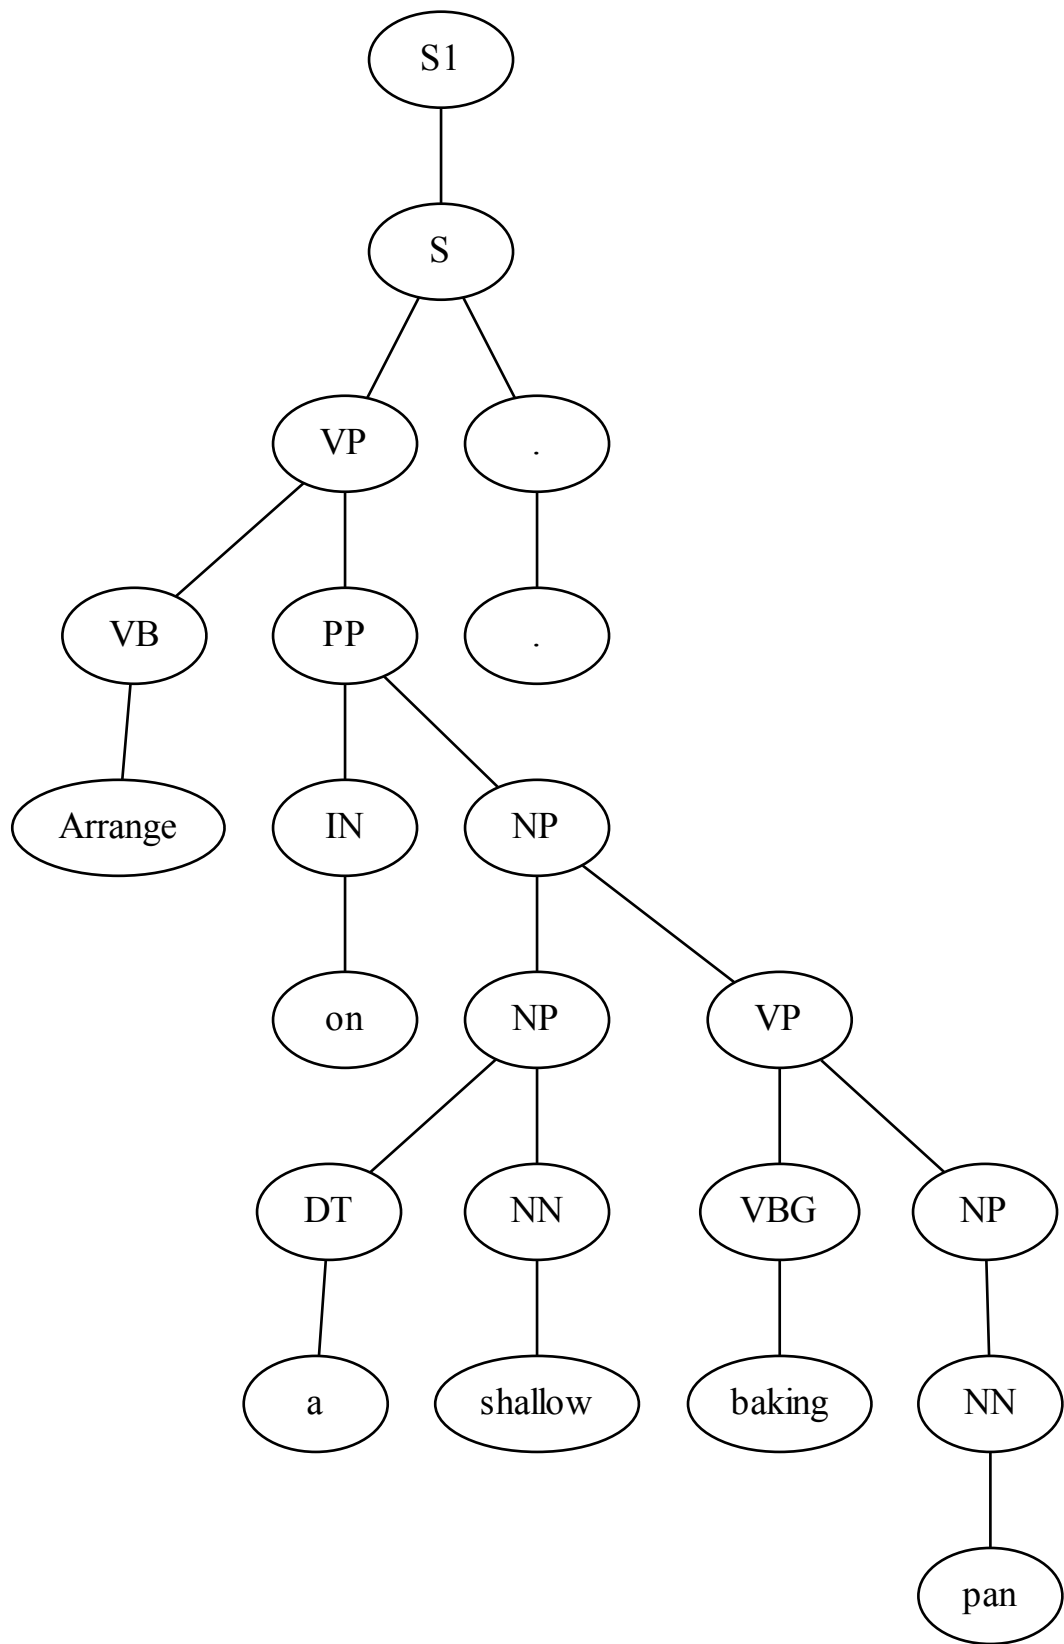 S1
S
VP .
VB PP .
Arrange IN NP
on NP VP
DT NN VBG NP
a shallow baking NN
pan